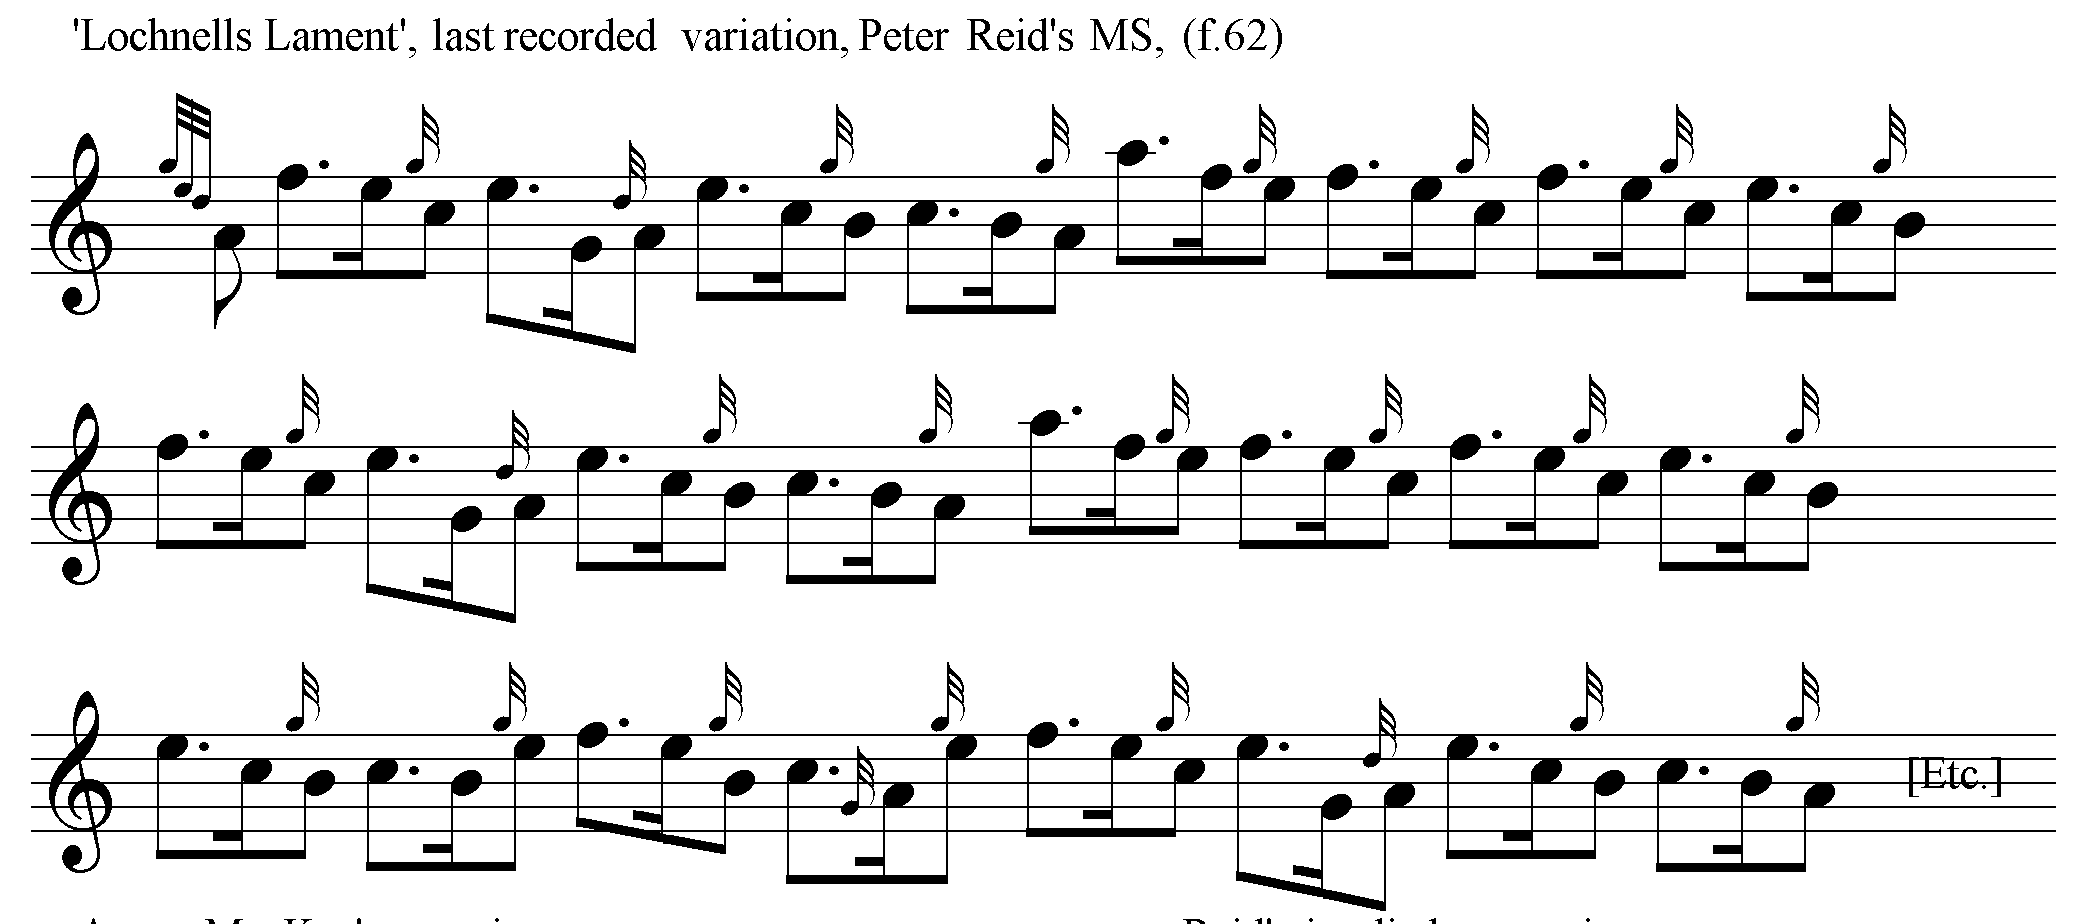 'Lochnells Lament', last recorded variation, Peter Reid's MS, (f.62)
[Etc.]